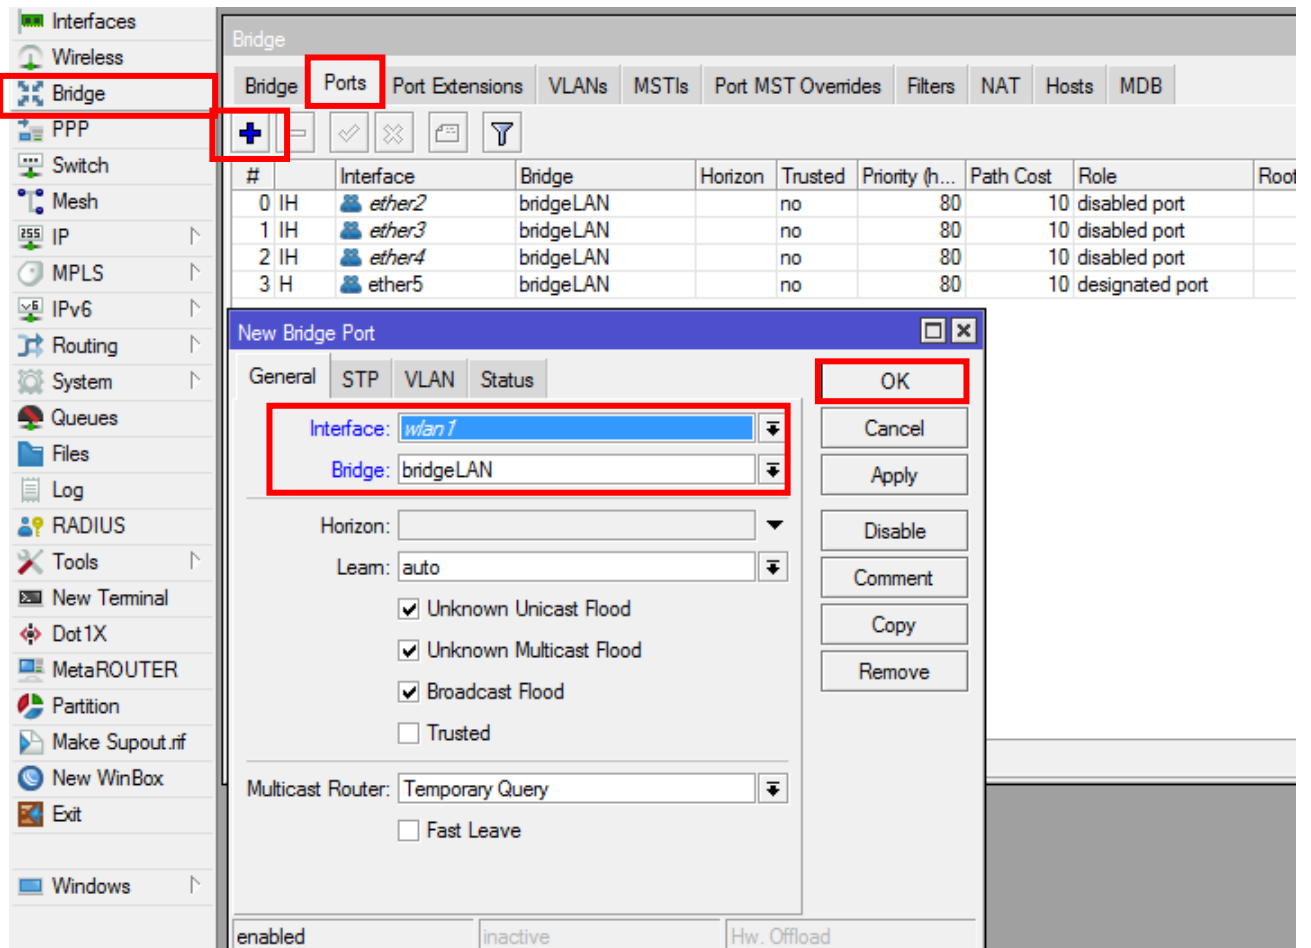 Interfaces
Wireless
Bridge
PPP
Switch
Mesh
255 IP
MPLS
v6 IPv6
Routing
System
Queues
Files
Log
RADIUS
Tools
New Terminal
Dot1X
MetaROUTER
Partition
Make Supout.rif
New WinBox
Exit
Windows
Bridge
Bridge Ports Port Extensions VLANs MSTIs Port MST Overrides Filters NAT Hosts MDB
# Interface Bridge Horizon Trusted Priority (h... Path Cost Role Root
0 IH ether2 bridgeLAN no 80 10 disabled port
1 IH ether3 bridgeLAN no 80 10 disabled port
2 IH ether4 bridgeLAN no 80 10 disabled port
3 H ether5 bridgeLAN no 80 10 designated port
New Bridge Port
General STP VLAN Status
Interface: wlan1
Bridge: bridgeLAN
Horizon:
Learn: auto
Unknown Unicast Flood
Unknown Multicast Flood
Broadcast Flood
Trusted
Multicast Router: Temporary Query
Fast Leave
OK
Cancel
Apply
Disable
Comment
Copy
Remove
enabled inactive Hw. Offload